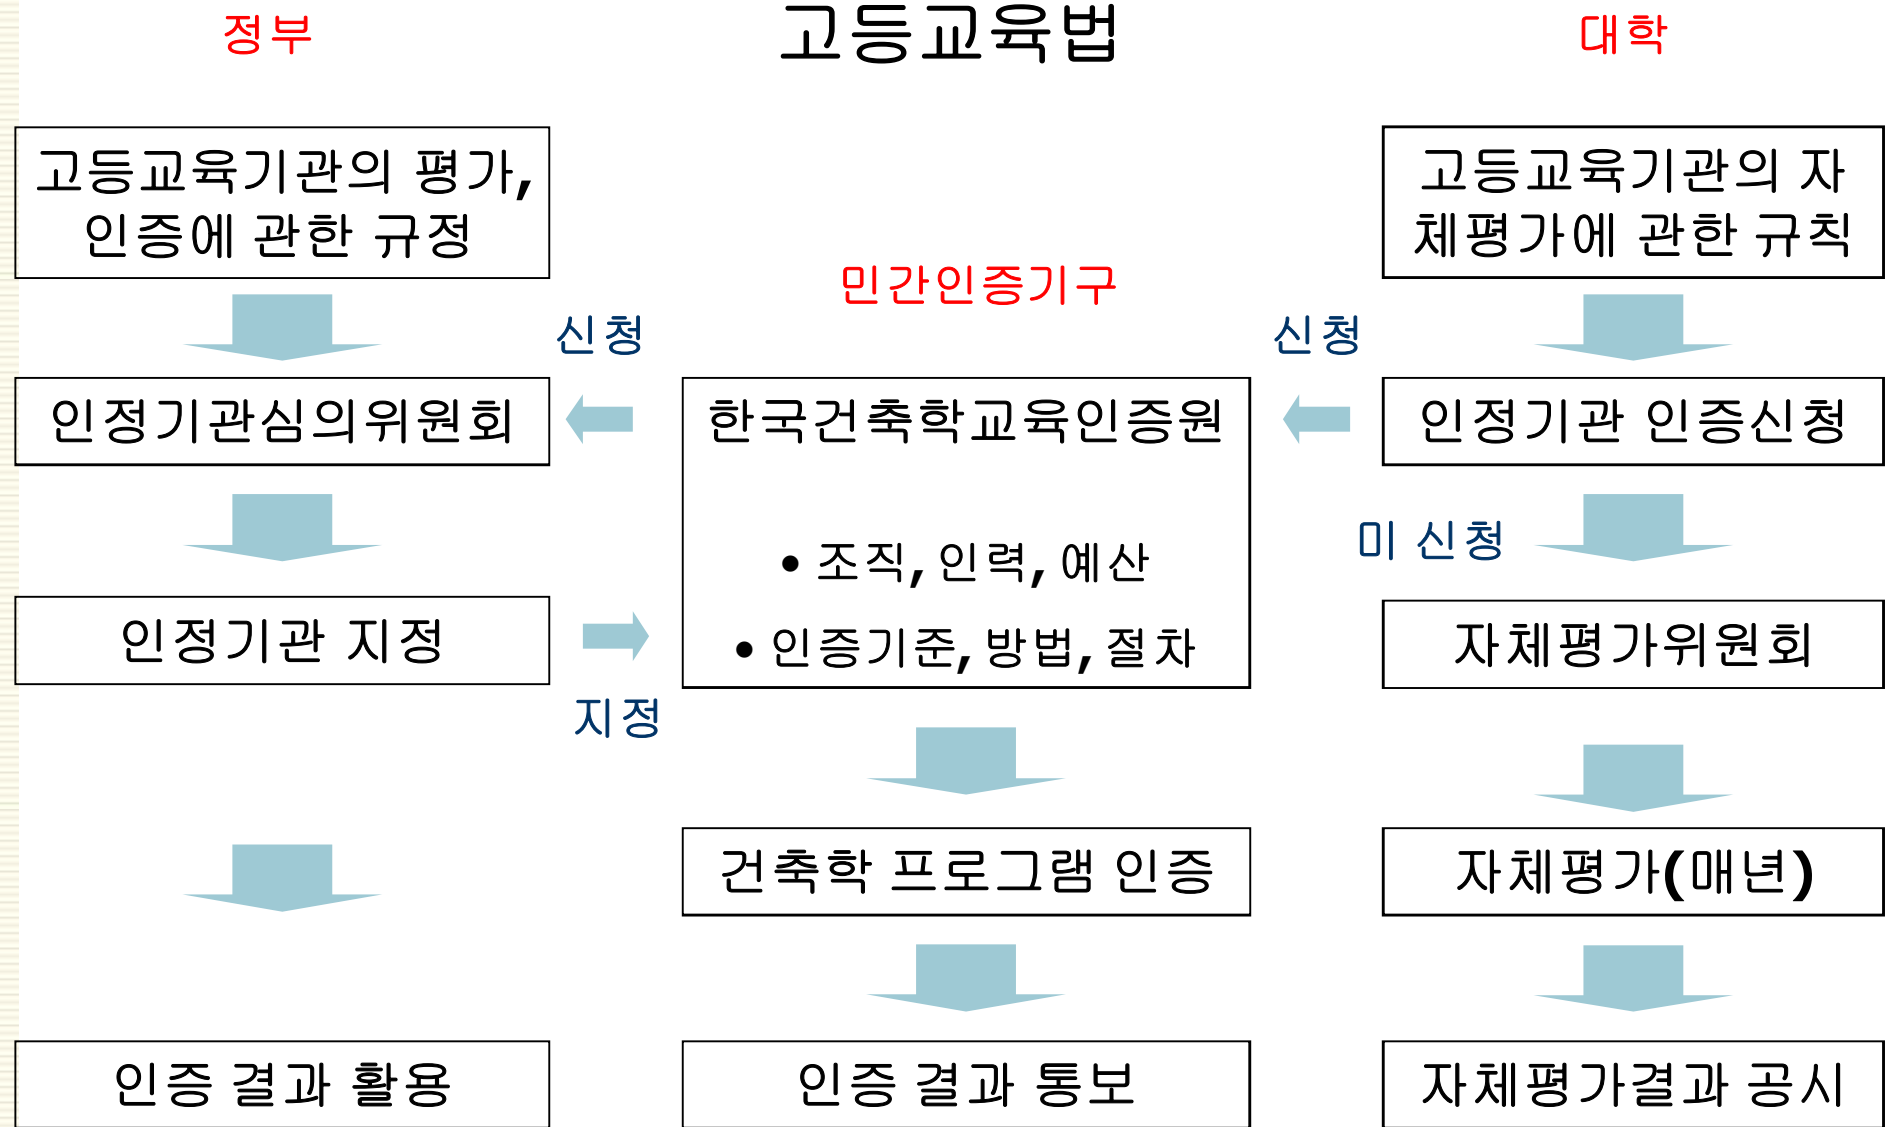 정부
고등교육법
대학
고등교육기관의 평가,
인증에 관한 규정
고등교육기관의 자
체평가에 관한 규칙
민간인증기구
신청
신청
인정기관심의위원회
한국건축학교육인증원
인정기관 인증신청
미 신청
• 조직, 인력, 예산
인정기관 지정
• 인증기준, 방법, 절차
자체평가위원회
지정
건축학 프로그램 인증
자체평가(매년)
인증 결과 활용
인증 결과 통보
자체평가결과 공시